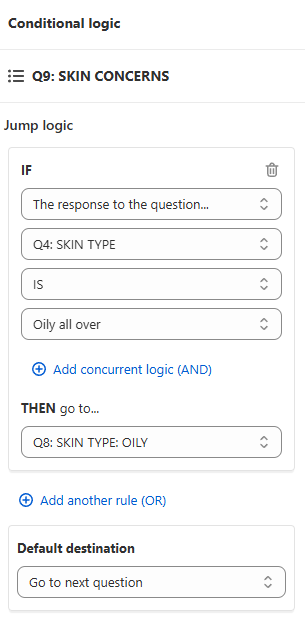 Conditional logic
Q9: SKIN CONCERNS
Jump logic
IF
The response to the question...
Q4: SKIN TYPE
IS
Oily all over
Add concurrent logic (AND)
THEN go to...
Q8: SKIN TYPE: OILY
Add another rule (OR)
Default destination
Go to next question